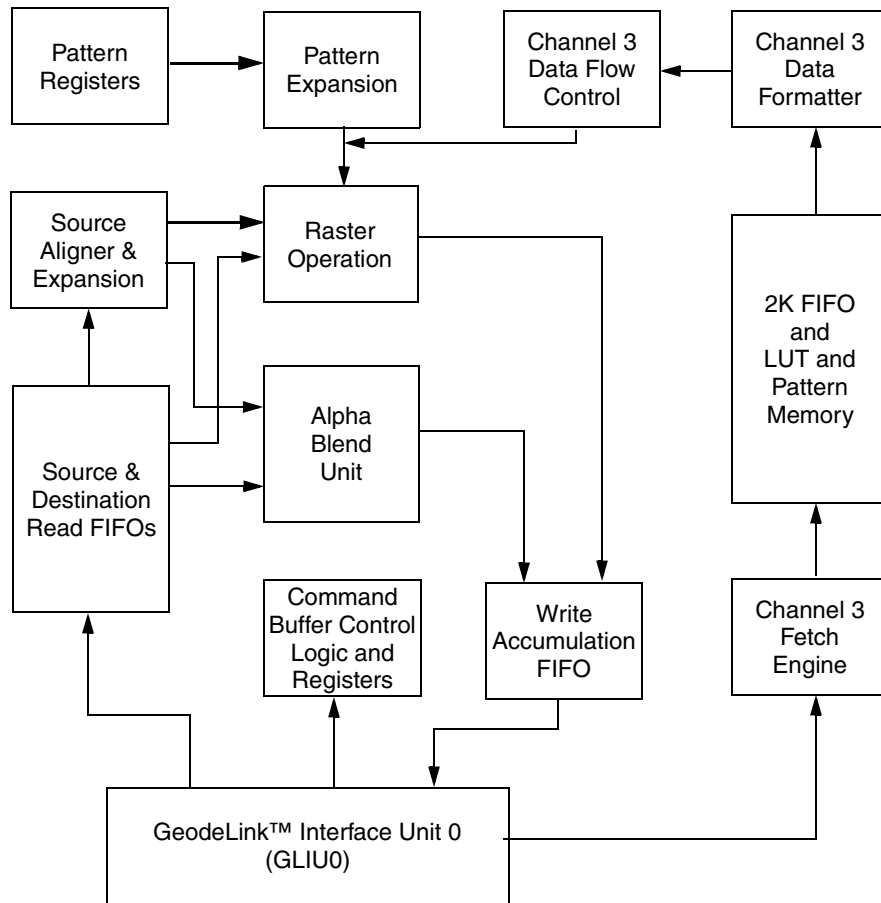 Pattern
Registers
Pattern
Expansion
Channel 3
Data Flow
Control
Channel 3
Data
Formatter
Source
Aligner &
Expansion
Raster
Operation
2K FIFO
and
LUT and
Pattern
Memory
Source &
Destination
Read FIFOs
Alpha
Blend
Unit
Command
Buffer Control
Logic and
Registers
Write
Accumulation
FIFO
Channel 3
Fetch
Engine
GeodeLink™ Interface Unit 0
(GLIU0)